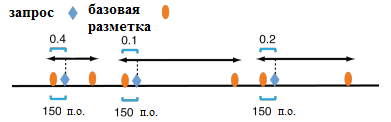 запрос базовая
разметка
0.4 0.1 0.2
150 п.о. 150 п.о. 150 п.о.